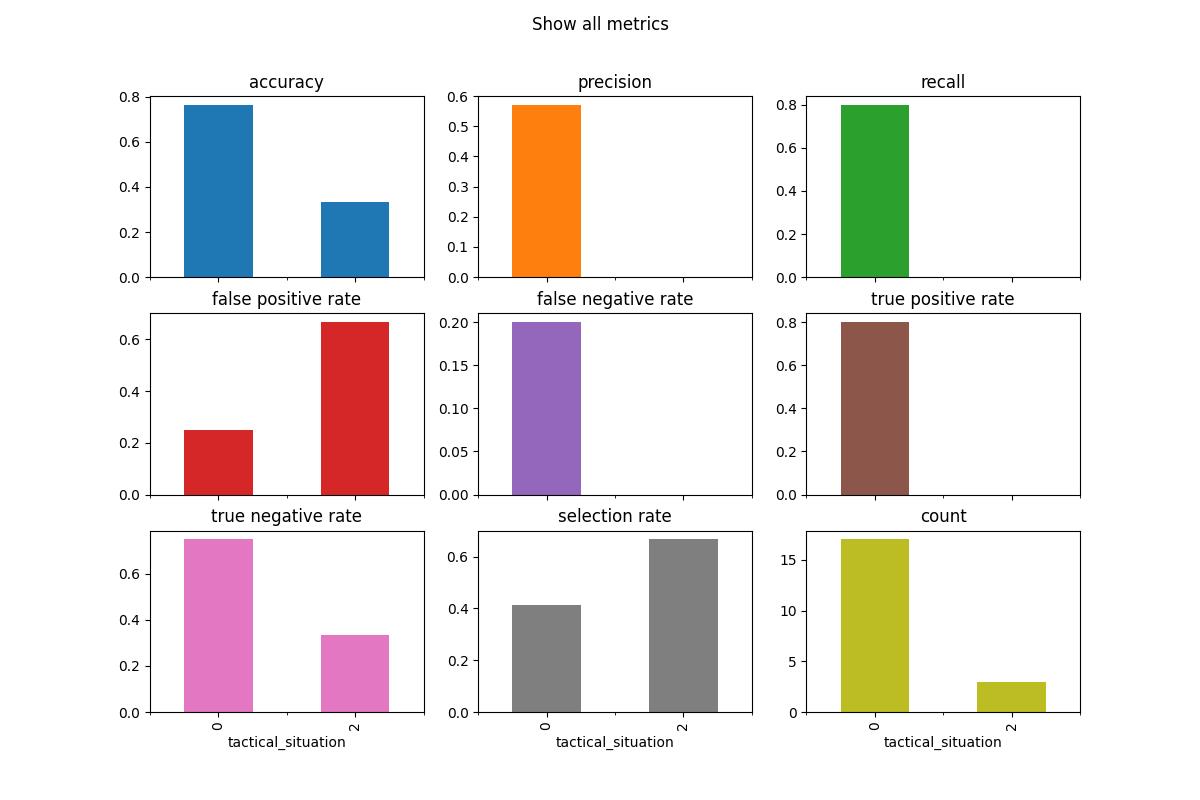 Show all metrics
accuracy precision recall
0.8 0.6 0.8
0.6 0.5 0.6
0.4 0.4 0.4
0.2 0.3 0.2
0.0 0.2 0.0
0.1
0.0
false positive rate false negative rate true positive rate
0.6 0.20 0.8
0.4 0.15 0.6
0.2 0.10 0.4
0.0 0.05 0.2
0.00 0.0
true negative rate selection rate count
0.6 0.6 15
0.4 0.4 10
0.2 0.2 5
0.0 0.0 0
0 2 0 2 0 2
tactical_situation tactical_situation tactical_situation